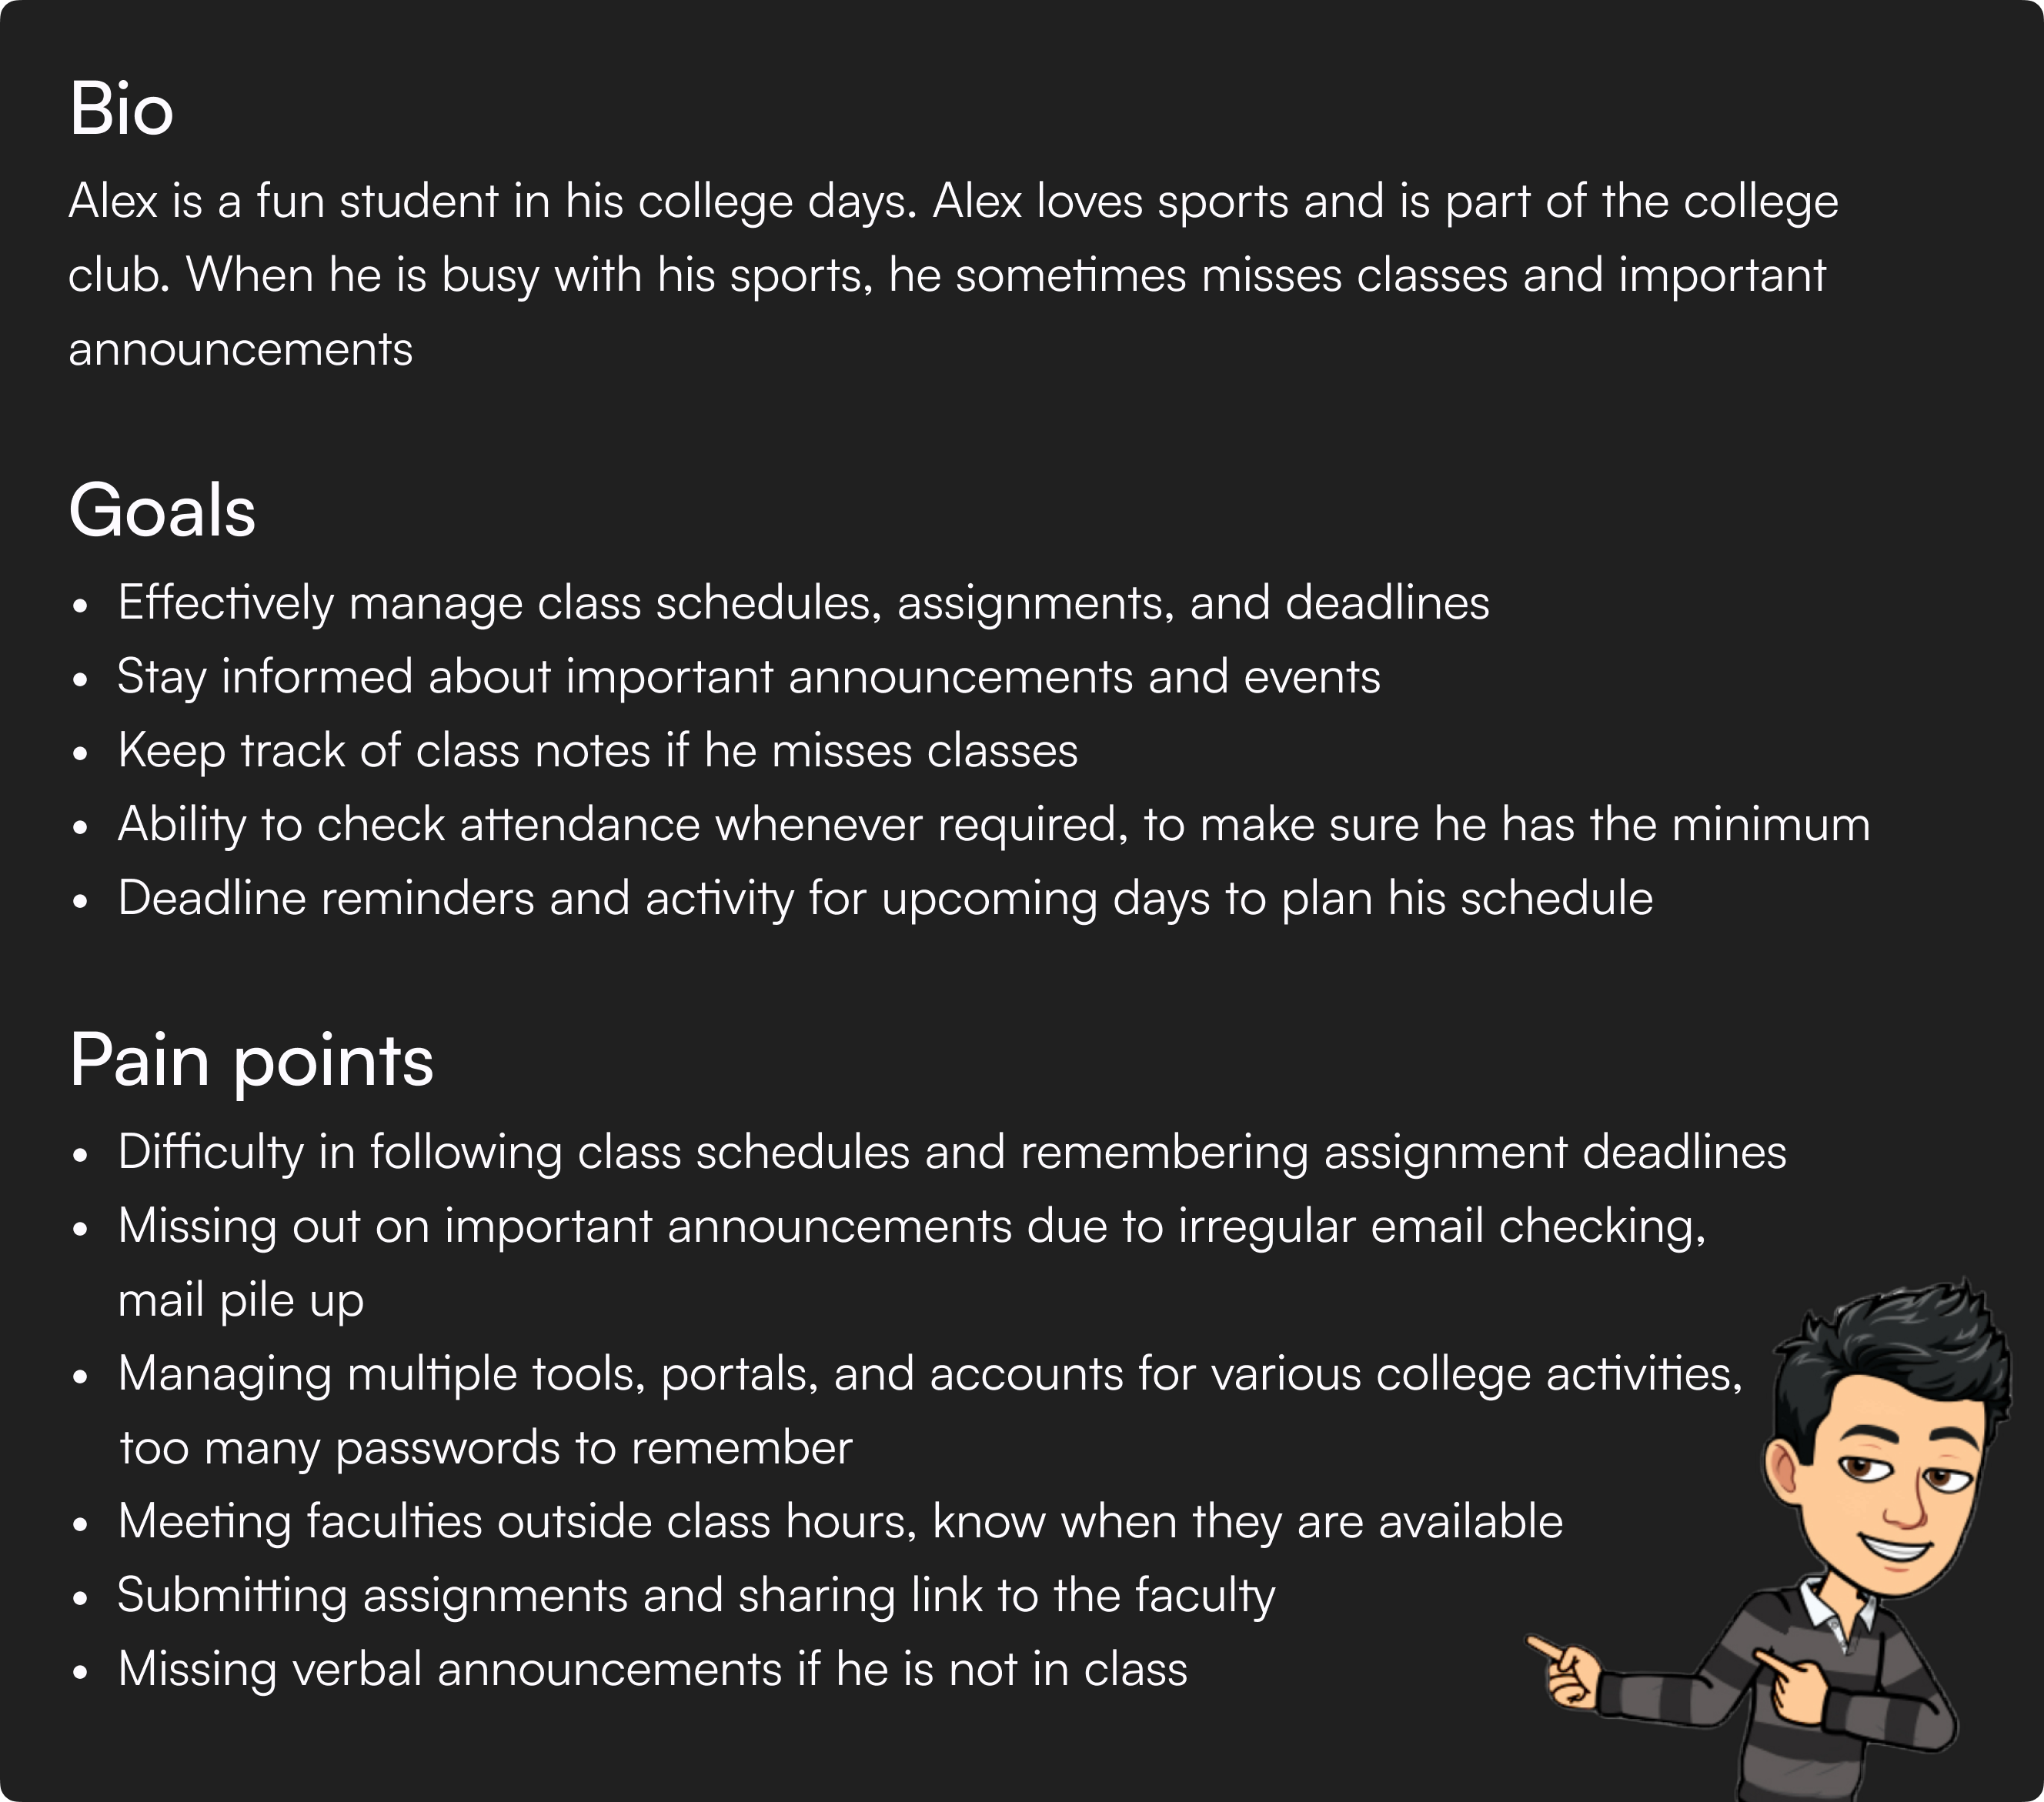 Bio
Alex is a fun student in his college days. Alex loves sports and is part of the college
club. When he is busy with his sports, he sometimes misses classes and important
announcements
Goals
• Effectively manage class schedules, assignments, and deadlines
• Stay informed about important announcements and events
• Keep track of class notes if he misses classes
• Ability to check attendance whenever required, to make sure he has the minimum
• Deadline reminders and activity for upcoming days to plan his schedule
Pain points
• Difficulty in following class schedules and remembering assignment deadlines
• Missing out on important announcements due to irregular email checking,
mail pile up
• Managing multiple tools, portals, and accounts for various college activities,
too many passwords to remember
• Meeting faculties outside class hours, know when they are available
• Submitting assignments and sharing link to the faculty
• Missing verbal announcements if he is not in class